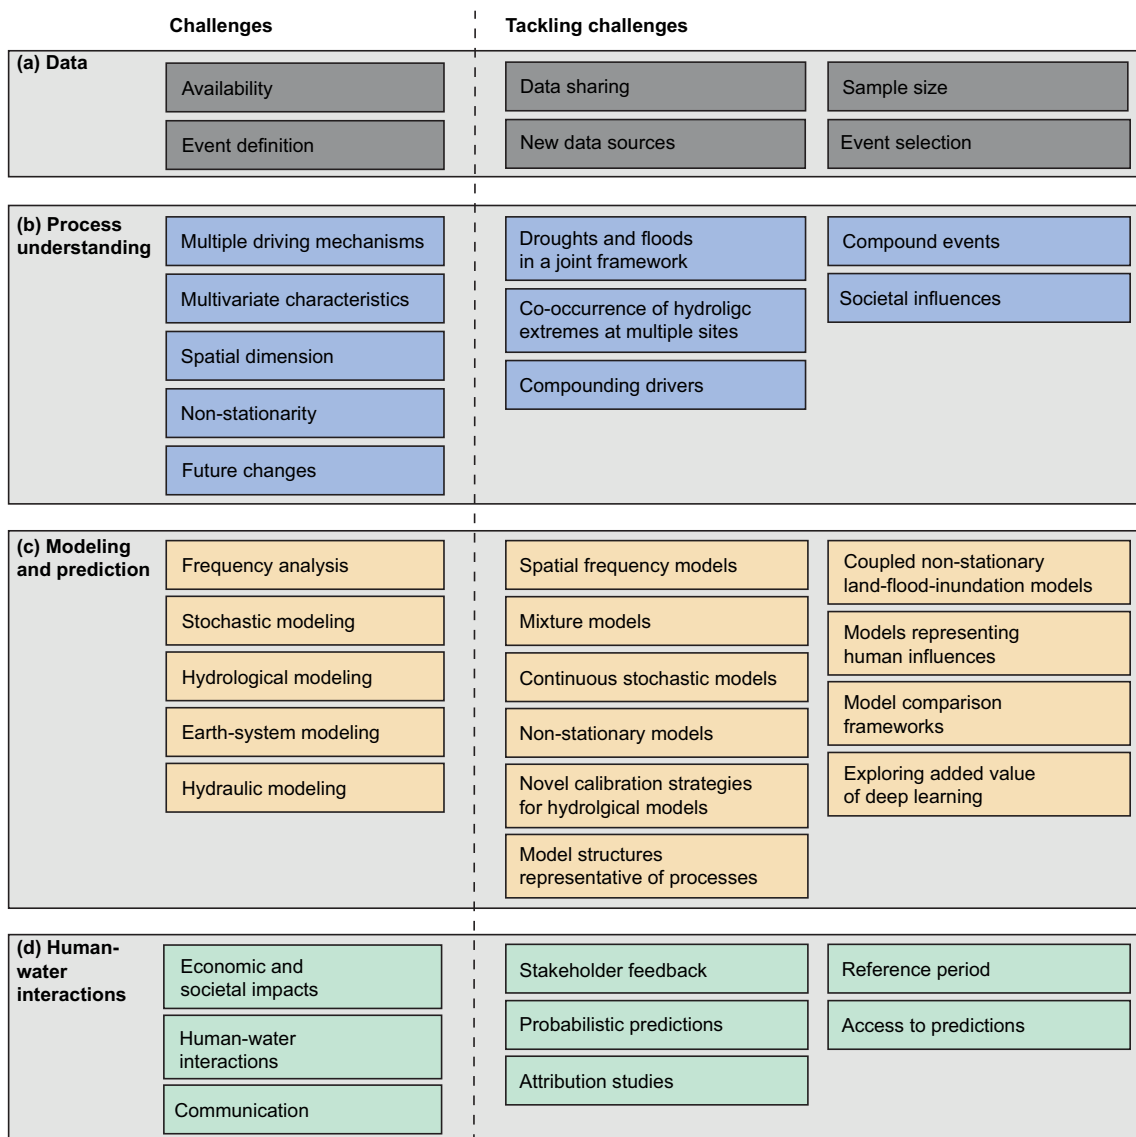 Challenges
Tackling challenges
(a) Data
Availability
Event definition
Data sharing
New data sources
Sample size
Event selection
(b) Process
understanding
Multiple driving mechanisms
Multivariate characteristics
Spatial dimension
Non-stationarity
Future changes
Droughts and floods
in a joint framework
Co-occurrence of hydroligc
extremes at multiple sites
Compounding drivers
Compound events
Societal influences
(c) Modeling
and prediction
Frequency analysis
Stochastic modeling
Hydrological modeling
Earth-system modeling
Hydraulic modeling
Spatial frequency models
Mixture models
Continuous stochastic models
Non-stationary models
Novel calibration strategies
for hydrolgical models
Model structures
representative of processes
Coupled non-stationary
land-flood-inundation models
Models representing
human influences
Model comparison
frameworks
Exploring added value
of deep learning
(d) Human-
water
interactions
Economic and
societal impacts
Human-water
interactions
Communication
Stakeholder feedback
Probabilistic predictions
Attribution studies
Reference period
Access to predictions